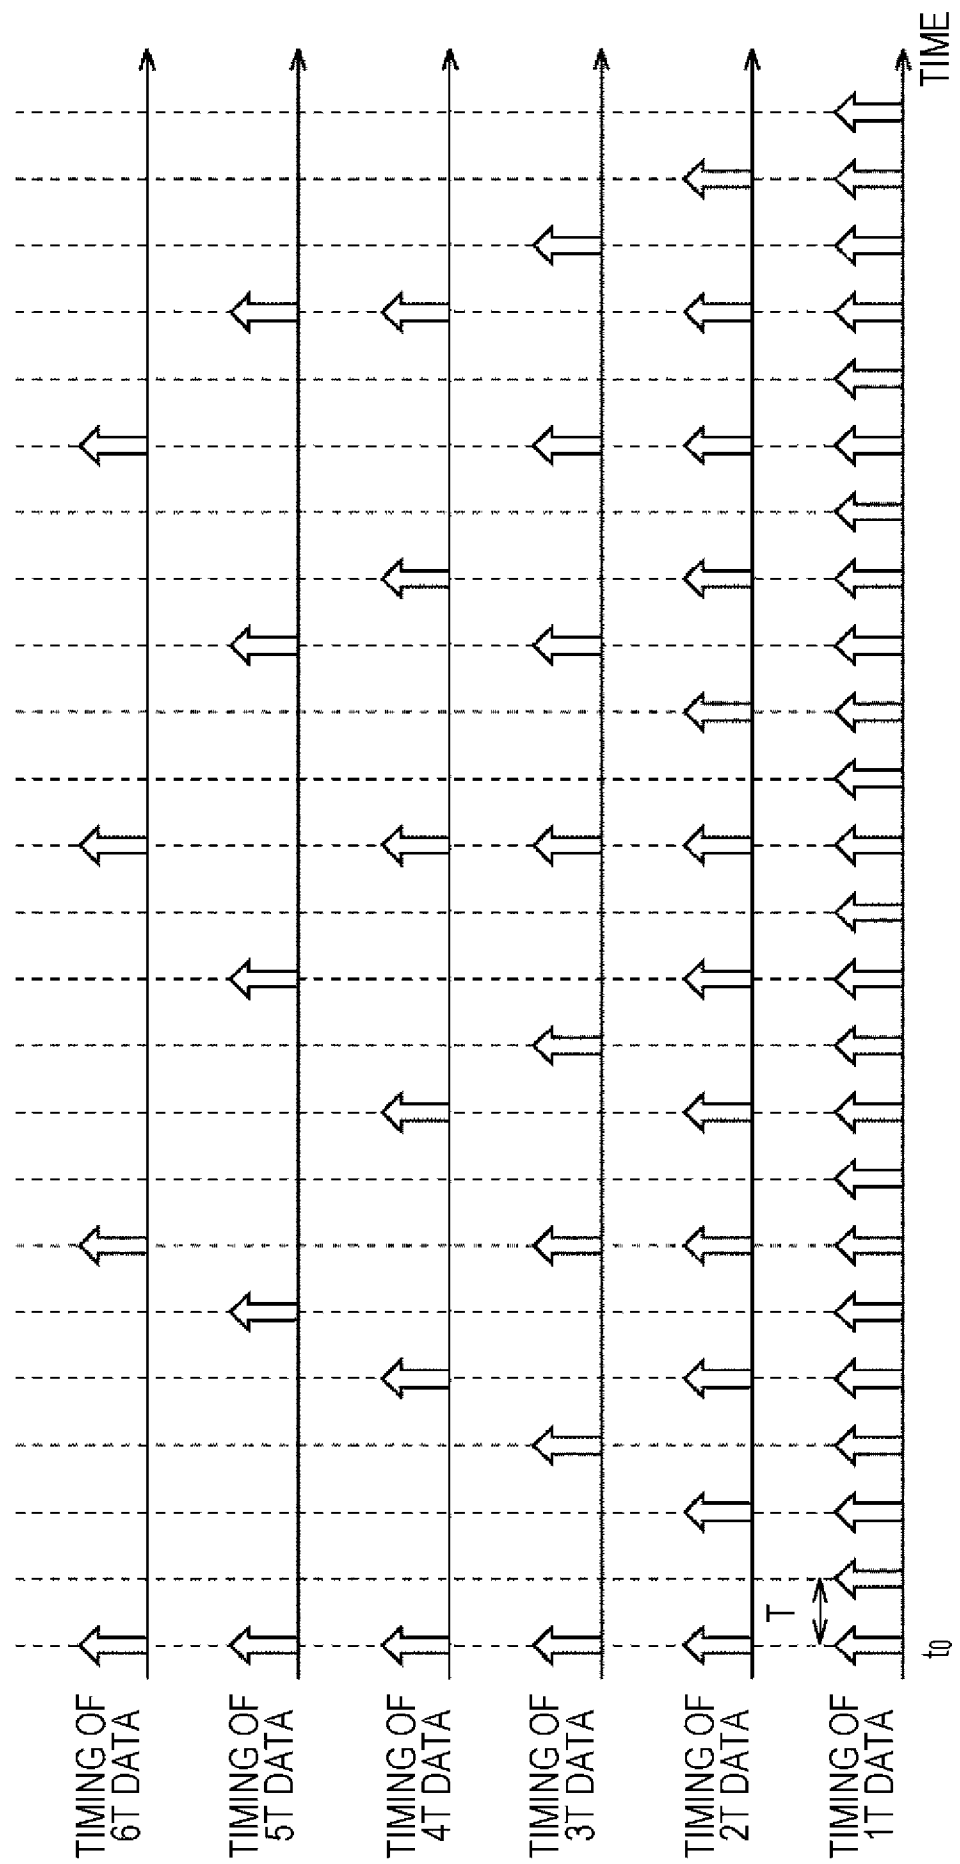 TIMING OF
6T DATA
TIMING OF
5T DATA
TIMING OF
4T DATA
TIMING OF
3T DATA
TIMING OF
2T DATA
T
TIMING OF
1T DATA
t0
TIME